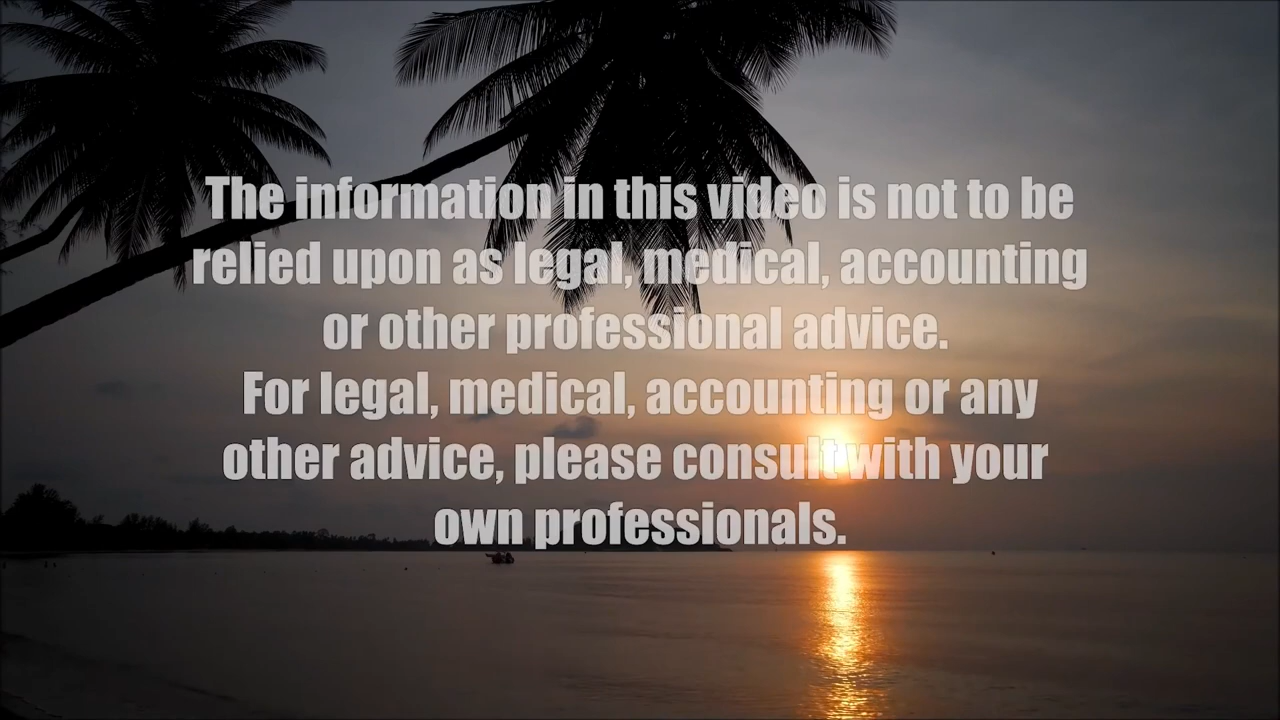 The information in this video is not to be
relied upon as legal, medical, accounting
or other professional advice.
For legal, medical, accounting or any
other advice, please consult with your
own professionals.